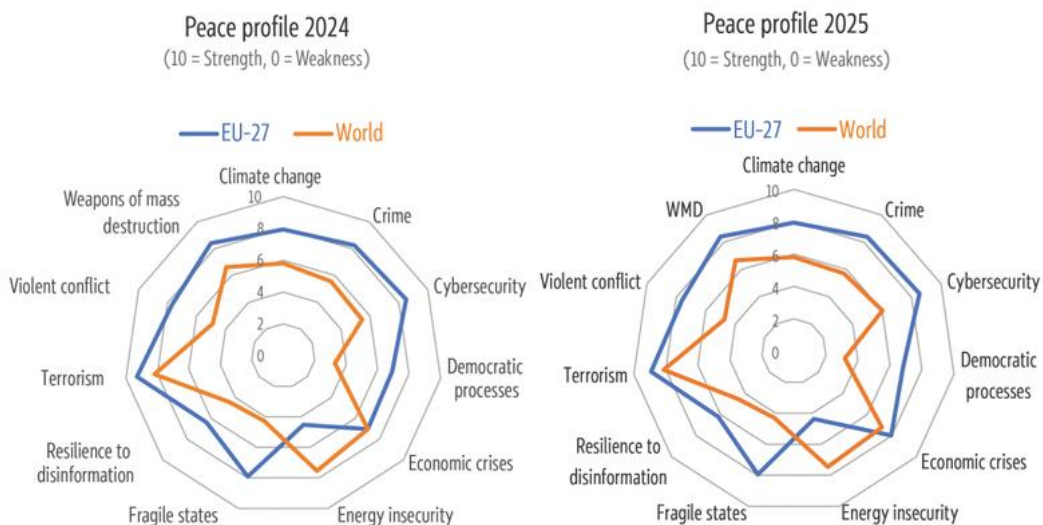 Peace profile 2024
(10 = Strength, 0 = Weakness)
EU-27
World
Climate change
Crime
Cybersecurity
Democratic
processes
Economic crises
Energy insecurity
Fragile states
Resilience to
disinformation
Terrorism
Violent conflict
Weapons of mass
destruction
10
8
6
4
2
0
Peace profile 2025
(10 = Strength, 0 = Weakness)
EU-27
World
Climate change
Crime
Cybersecurity
Democratic
processes
Economic crises
Energy insecurity
Fragile states
Resilience to
disinformation
Terrorism
Violent conflict
WMD
10
8
6
4
2
0